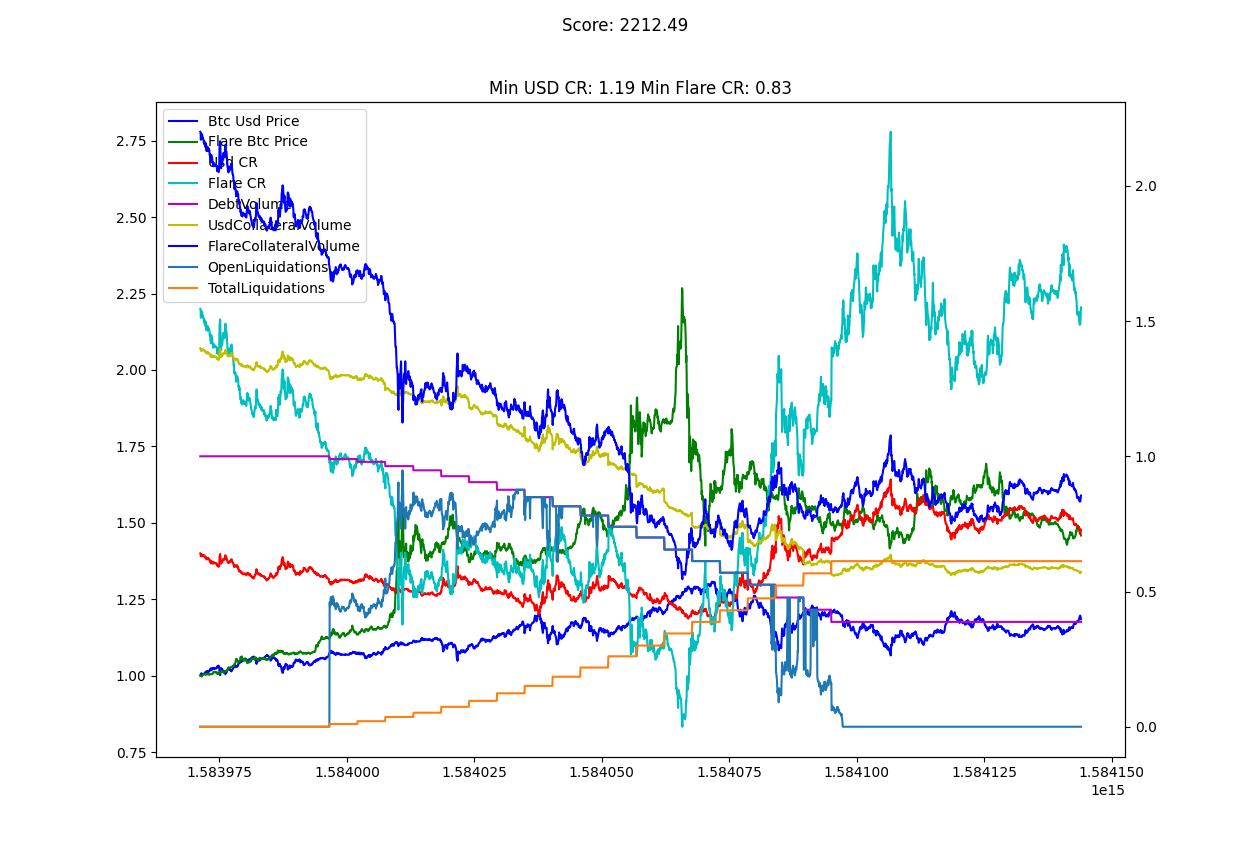 Score: 2212.49
Min USD CR: 1.19 Min Flare CR: 0.83
Btc Usd Price
Flare Btc Price
Usd CR
Flare CR
DebtVolume
UsdCollateralVolume
FlareCollateralVolume
OpenLiquidations
TotalLiquidations
2.75
2.50
2.25
2.00
1.75
1.50
1.25
1.00
0.75
2.0
1.5
1.0
0.5
0.0
1.583975
1.584000
1.584025
1.584050
1.584075
1.584100
1.584125
1.584150
1e15